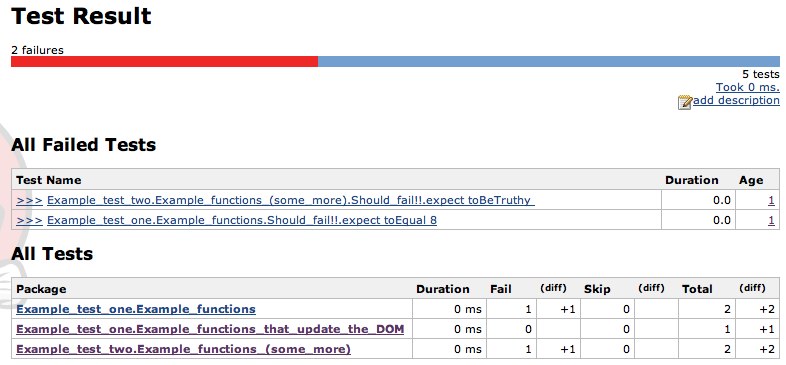 Test Result
2 failures
5 tests
Took 0 ms.
add description
All Failed Tests
Test Name Duration Age
>>> Example_test_two.Example_functions_(some_more).Should_fail!!.expect toBeTruthy 0.0 1
>>> Example_test_one.Example_functions.Should_fail!!.expect toEqual 8 0.0 1
All Tests
Package Duration Fail (diff) Skip (diff) Total (diff)
Example_test_one.Example_functions 0 ms 1 +1 0 2 +2
Example_test_one.Example_functions_that_update_the_DOM 0 ms 0 0 1 +1
Example_test_two.Example_functions_(some_more) 0 ms 1 +1 0 2 +2